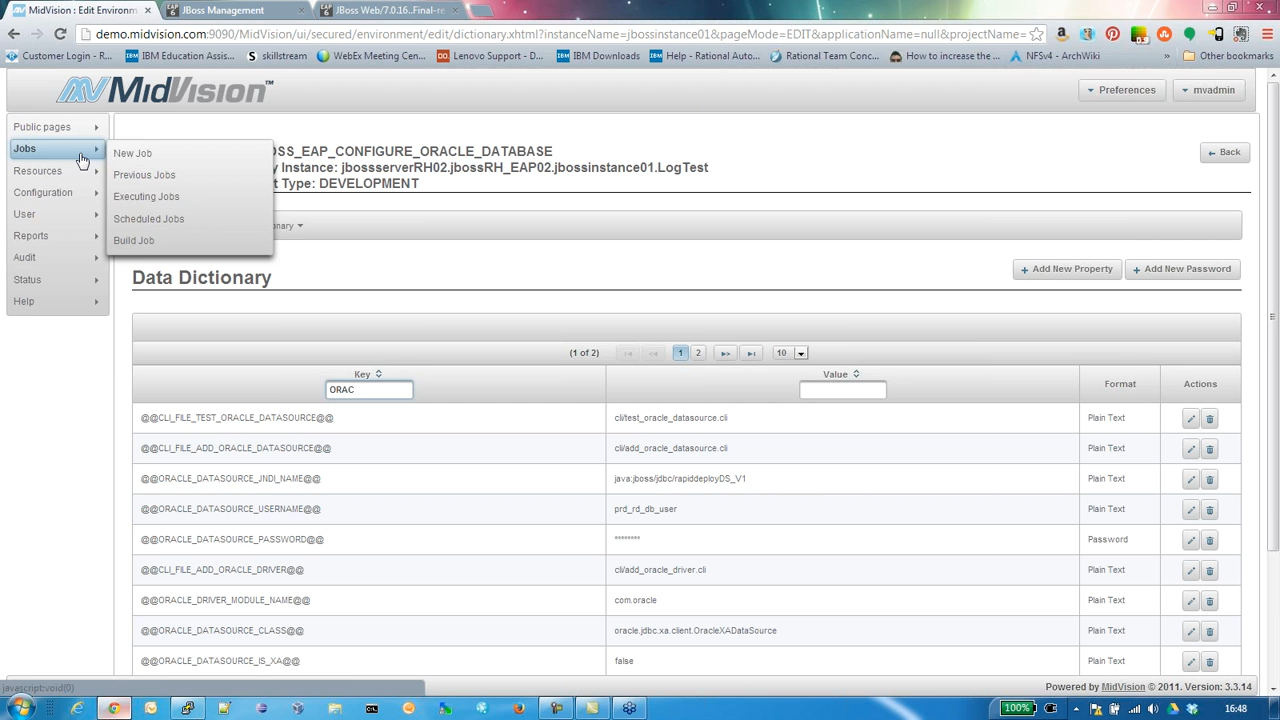 MidVision : Edit Environm
JBoss Management
JBoss Web/7.0.16..Final-re
demo.midvision.com:9090/MidVision/ui/secured/environment/edit/dictionary.xhtml?instanceName=jbossinstance01&pageMode=EDIT&applicationName=null&projectName=
Customer Login - R...
IBM Education Assis...
skillstream
WebEx Meeting Cent...
Lenovo Support - D...
IBM Downloads
Help - Rational Auto...
Rational Team Conc...
How to increase the ...
NFSv4 - ArchWiki
»
Other bookmarks
MidVision™
Preferences
mvadmin
Public pages
Jobs
Resources
Configuration
User
Reports
Audit
Status
Help
New Job
Previous Jobs
Executing Jobs
Scheduled Jobs
Build Job
OSS_EAP_CONFIGURE_ORACLE_DATABASE
y Instance: jbossserverRH02.jbossRH_EAP02.jbossinstance01.LogTest
t Type: DEVELOPMENT
Back
nary
Data Dictionary
+ Add New Property
+ Add New Password
(1 of 2)
1
2
10
Key
Value
Format
Actions
ORAC
@@CLI_FILE_TEST_ORACLE_DATASOURCE@@ cli/test_oracle_datasource.cli Plain Text
@@CLI_FILE_ADD_ORACLE_DATASOURCE@@ cli/add_oracle_datasource.cli Plain Text
@@ORACLE_DATASOURCE_JNDI_NAME@@ java:jboss/jdbc/rapiddeployDS_V1 Plain Text
@@ORACLE_DATASOURCE_USERNAME@@ prd_rd_db_user Plain Text
@@ORACLE_DATASOURCE_PASSWORD@@ ******** Password
@@CLI_FILE_ADD_ORACLE_DRIVER@@ cli/add_oracle_driver.cli Plain Text
@@ORACLE_DRIVER_MODULE_NAME@@ com.oracle Plain Text
@@ORACLE_DATASOURCE_CLASS@@ oracle.jdbc.xa.client.OracleXADataSource Plain Text
@@ORACLE_DATASOURCE_IS_XA@@ false Plain Text
javascript:void(0)
Powered by MidVision © 2011. Version: 3.3.14
100%
16:48